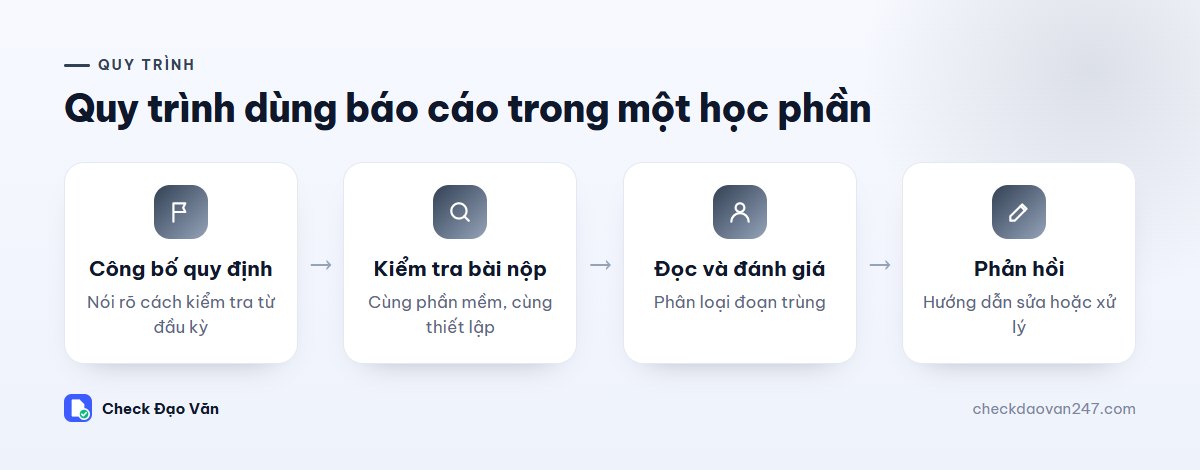 QUY TRÌNH
Quy trình dùng báo cáo trong một học phần
Công bố quy định
Nói rõ cách kiểm tra từ
đầu kỳ
Kiểm tra bài nộp
Cùng phần mềm, cùng
thiết lập
Đọc và đánh giá
Phân loại đoạn trùng
Phản hồi
Hướng dẫn sửa hoặc xử
lý
Check Đạo Văn
checkdaovan247.com